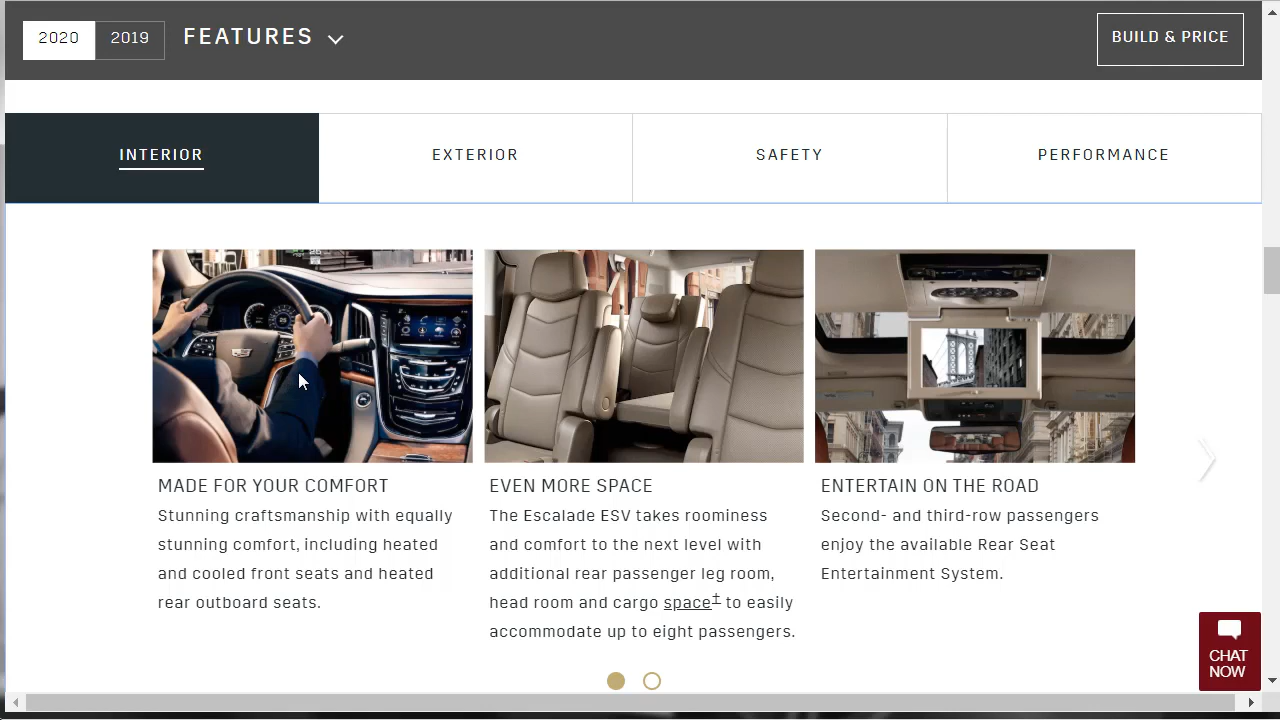 2020 2019 FEATURES BUILD & PRICE
INTERIOR EXTERIOR SAFETY PERFORMANCE
MADE FOR YOUR COMFORT
Stunning craftsmanship with equally
stunning comfort, including heated
and cooled front seats and heated
rear outboard seats.
EVEN MORE SPACE
The Escalade ESV takes roominess
and comfort to the next level with
additional rear passenger leg room,
head room and cargo space‡ to easily
accommodate up to eight passengers.
ENTERTAIN ON THE ROAD
Second- and third-row passengers
enjoy the available Rear Seat
Entertainment System.
CHAT
NOW